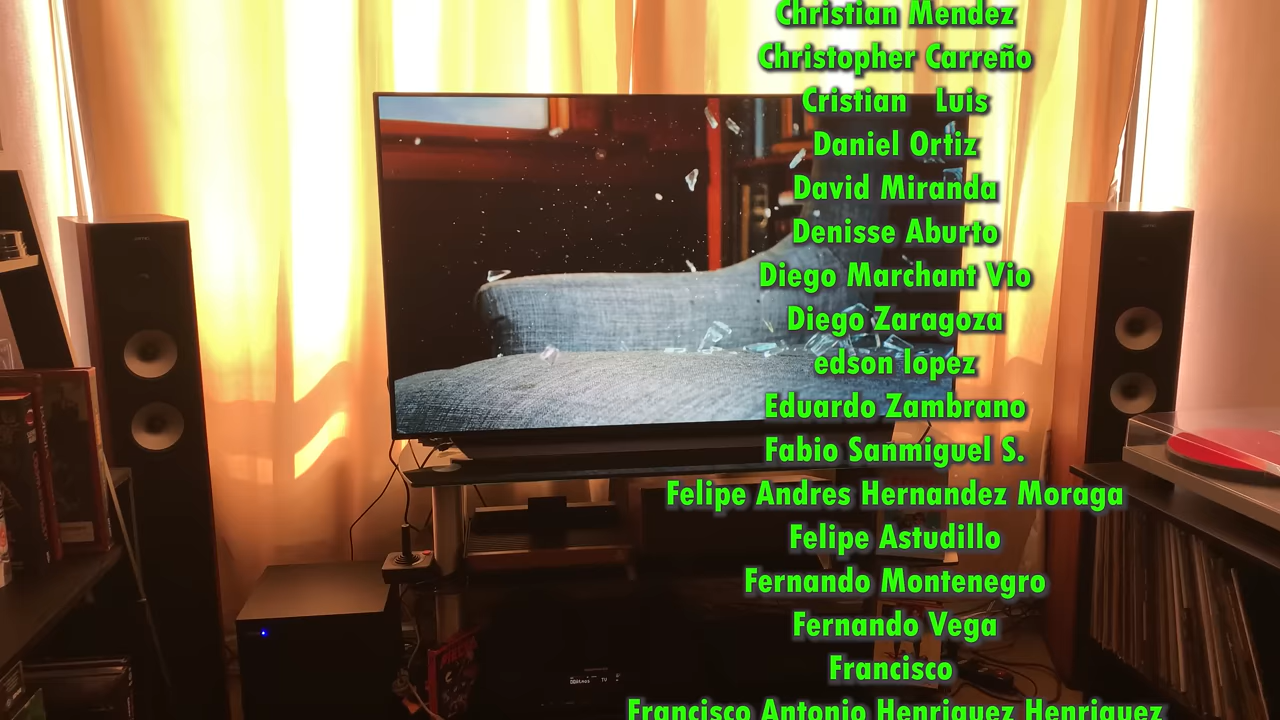 Christian Mendez
Christopher Carreño
Cristian Luis
Daniel Ortiz
David Miranda
Denisse Aburto
Diego Marchant Vio
Diego Zaragoza
edson lopez
Eduardo Zambrano
Fabio Sanmiguel S.
Felipe Andres Hernandez Moraga
Felipe Astudillo
Fernando Montenegro
Fernando Vega
Francisco
Francisco Antonio Henriquez Henriquez